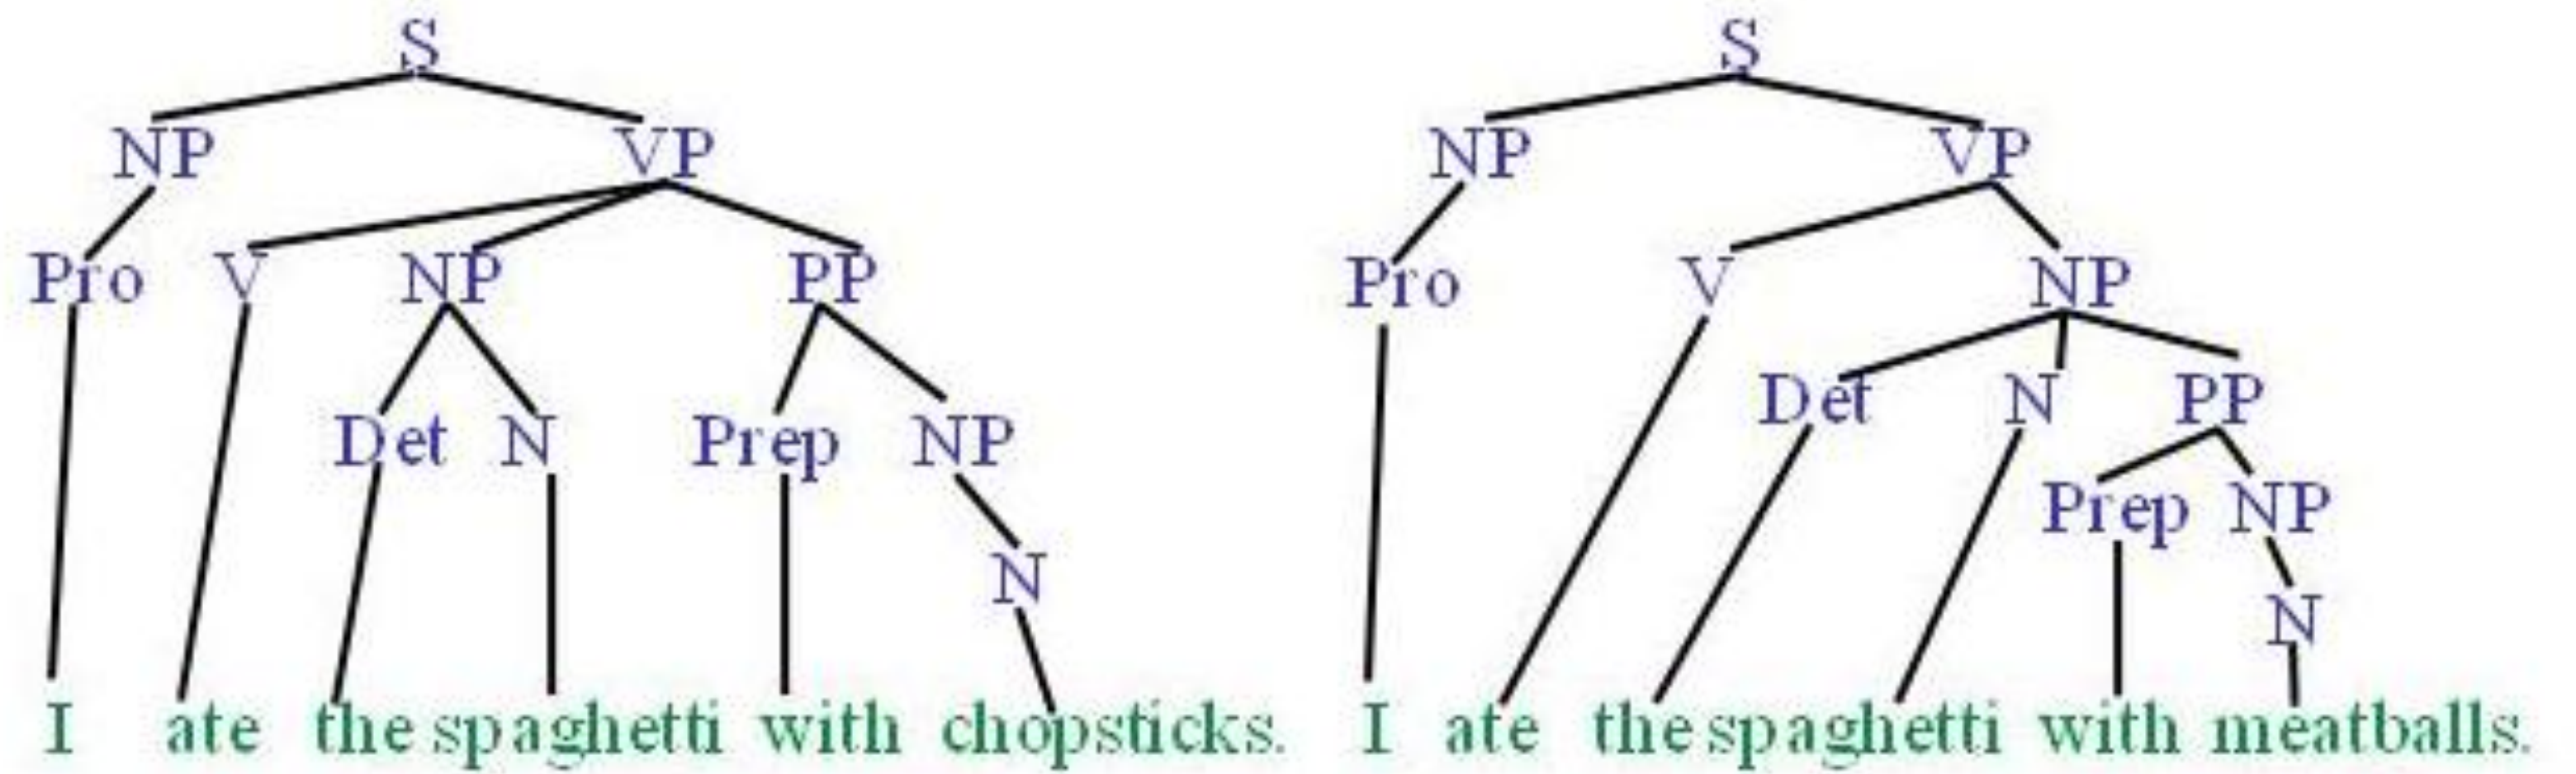 S S
NP VP NP VP
Pro V NP PP Pro V NP
Det N PP
Det N Prep NP
Prep NP
N
N
I ate the spaghetti with chopsticks. I ate the spaghetti with meatballs.